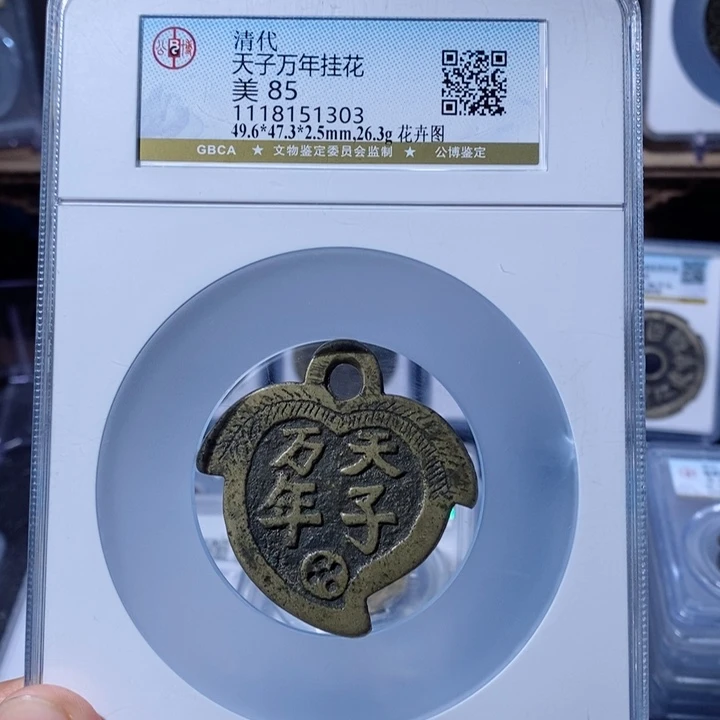 清代
天子万年挂花
美 85
1118151303
49.6*47.3*2.5mm,26.3g 花卉图
GBCA ★ 文物鉴定委员会监制 ★ 公博鉴定
天子
万年